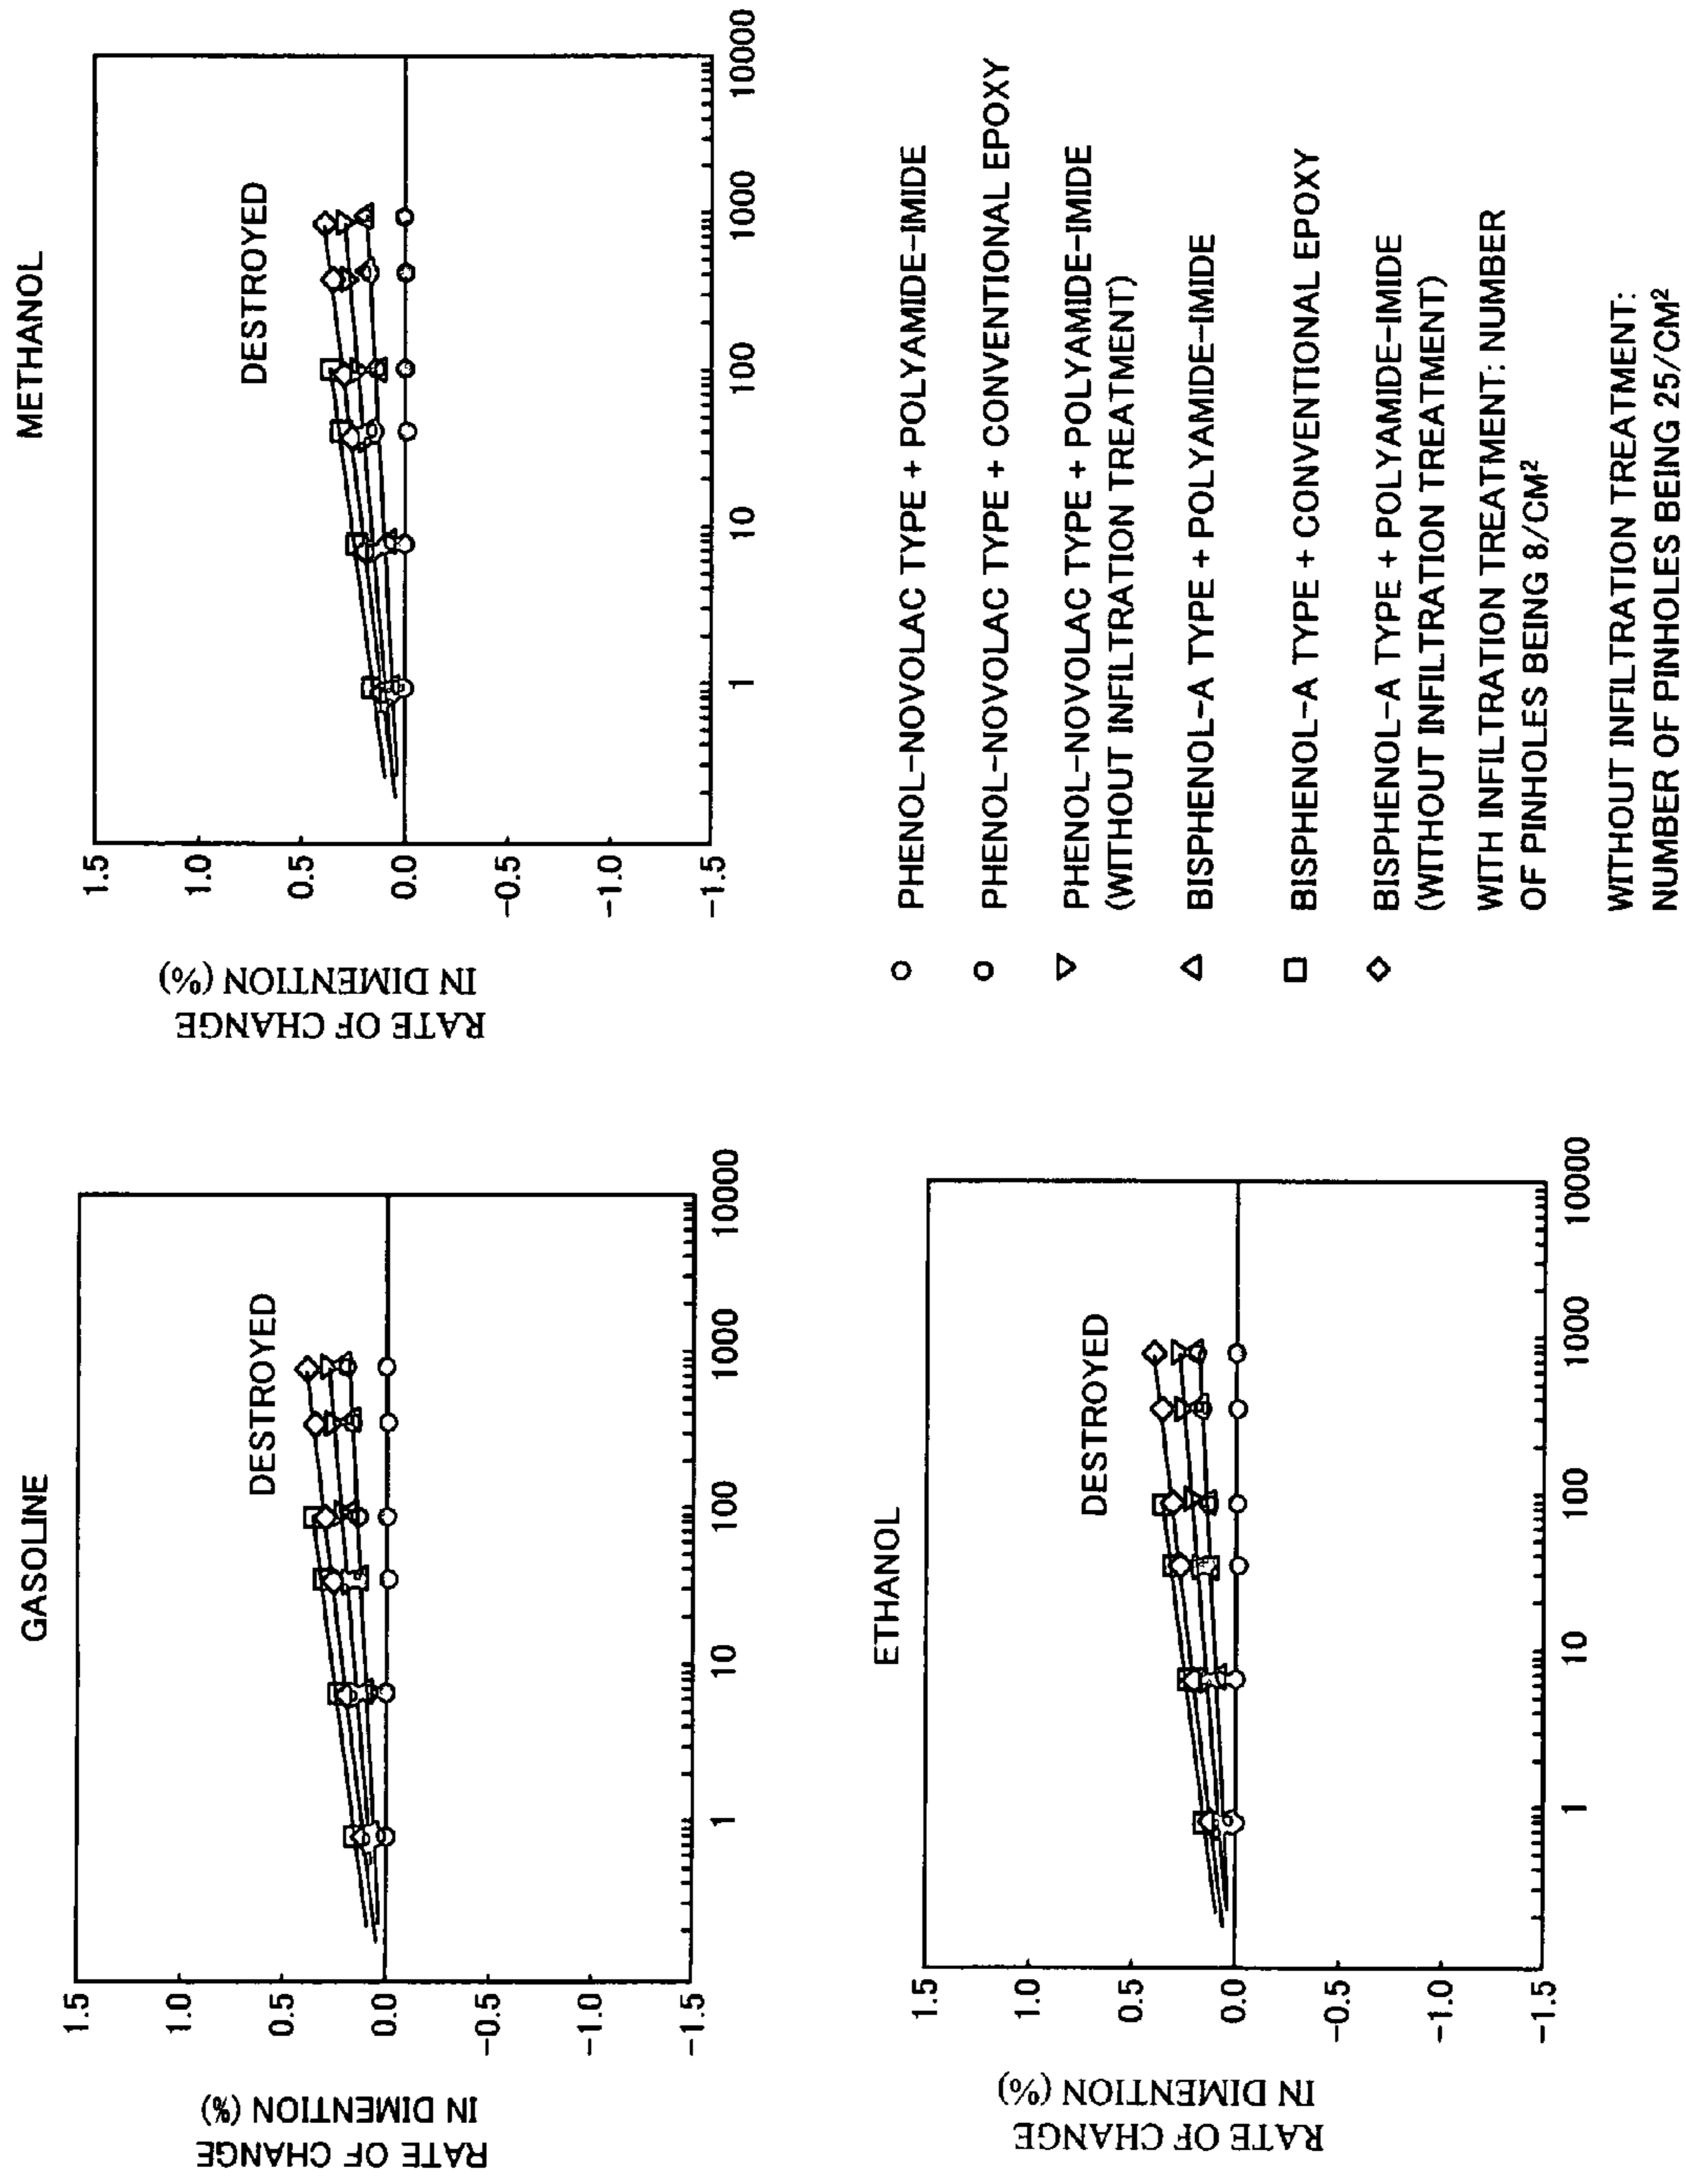 GASOLINE
RATE OF CHANGE
IN DIMENTION (%)
1.5
1.0
0.5
0.0
-0.5
-1.0
-1.5
DESTROYED
1
10
100
1000
10000
METHANOL
RATE OF CHANGE
IN DIMENTION (%)
1.5
1.0
0.5
0.0
-0.5
-1.0
-1.5
DESTROYED
1
10
100
1000
10000
ETHANOL
RATE OF CHANGE
IN DIMENTION (%)
1.5
1.0
0.5
0.0
-0.5
-1.0
-1.5
DESTROYED
1
10
100
1000
10000
PHENOL-NOVOLAC TYPE + POLYAMIDE-IMIDE
PHENOL-NOVOLAC TYPE + CONVENTIONAL EPOXY
PHENOL-NOVOLAC TYPE + POLYAMIDE-IMIDE
(WITHOUT INFILTRATION TREATMENT)
BISPHENOL-A TYPE + POLYAMIDE-IMIDE
BISPHENOL-A TYPE + CONVENTIONAL EPOXY
BISPHENOL-A TYPE + POLYAMIDE-IMIDE
(WITHOUT INFILTRATION TREATMENT)
WITH INFILTRATION TREATMENT: NUMBER
OF PINHOLES BEING 8/CM²
WITHOUT INFILTRATION TREATMENT:
NUMBER OF PINHOLES BEING 25/CM²